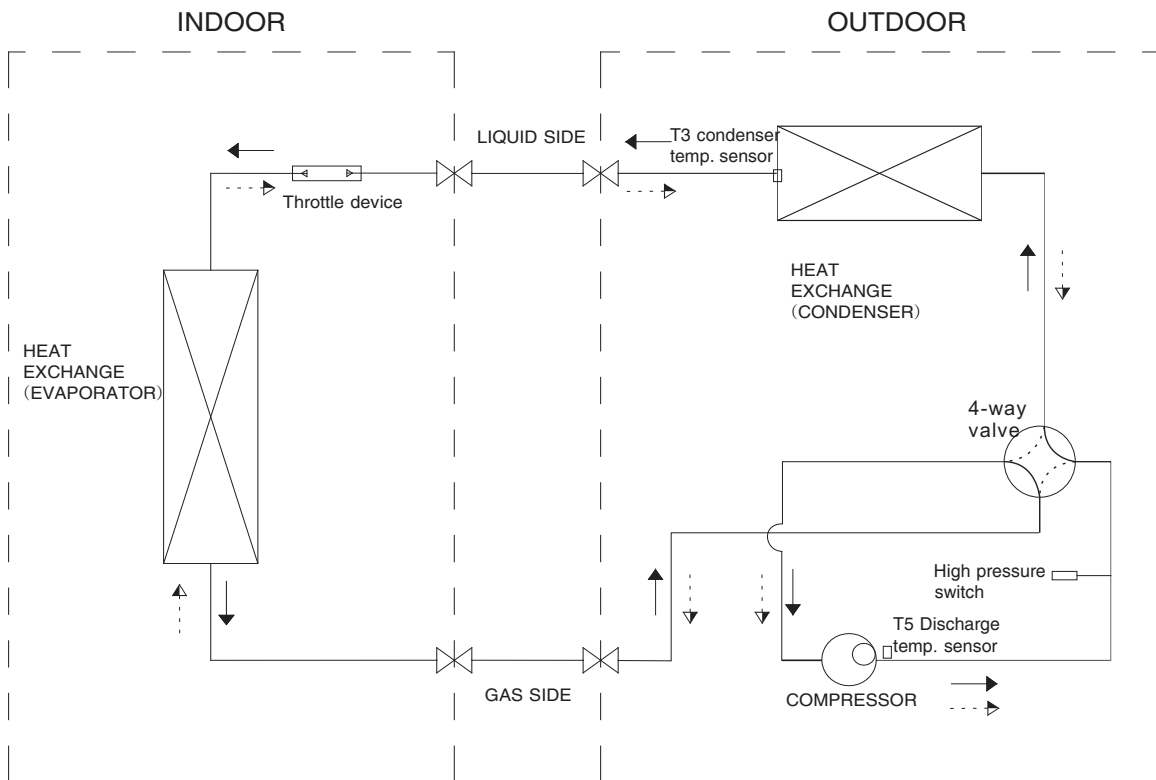 INDOOR
OUTDOOR
LIQUID SIDE
T3 condenser
temp. sensor
Throttle device
HEAT
EXCHANGE
(CONDENSER)
HEAT
EXCHANGE
(EVAPORATOR)
4-way
valve
High pressure
switch
T5 Discharge
temp. sensor
GAS SIDE
COMPRESSOR